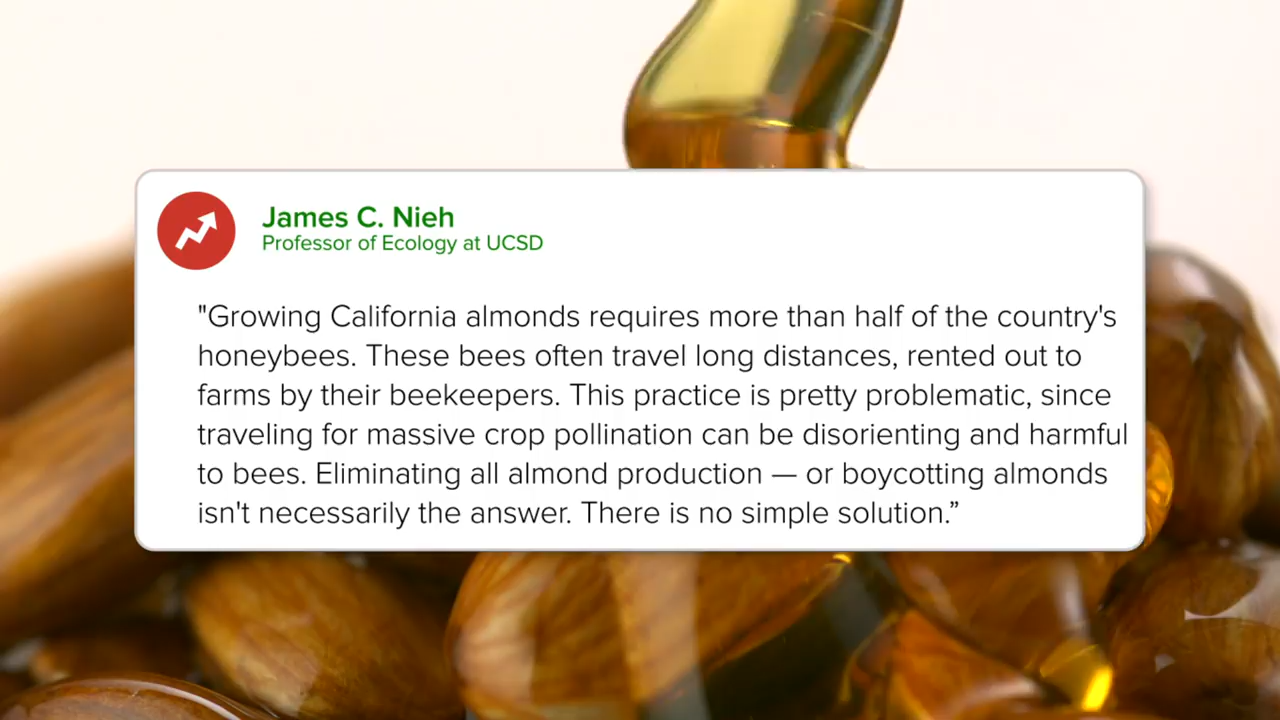 James C. Nieh
Professor of Ecology at UCSD
"Growing California almonds requires more than half of the country's
honeybees. These bees often travel long distances, rented out to
farms by their beekeepers. This practice is pretty problematic, since
traveling for massive crop pollination can be disorienting and harmful
to bees. Eliminating all almond production — or boycotting almonds
isn't necessarily the answer. There is no simple solution.”